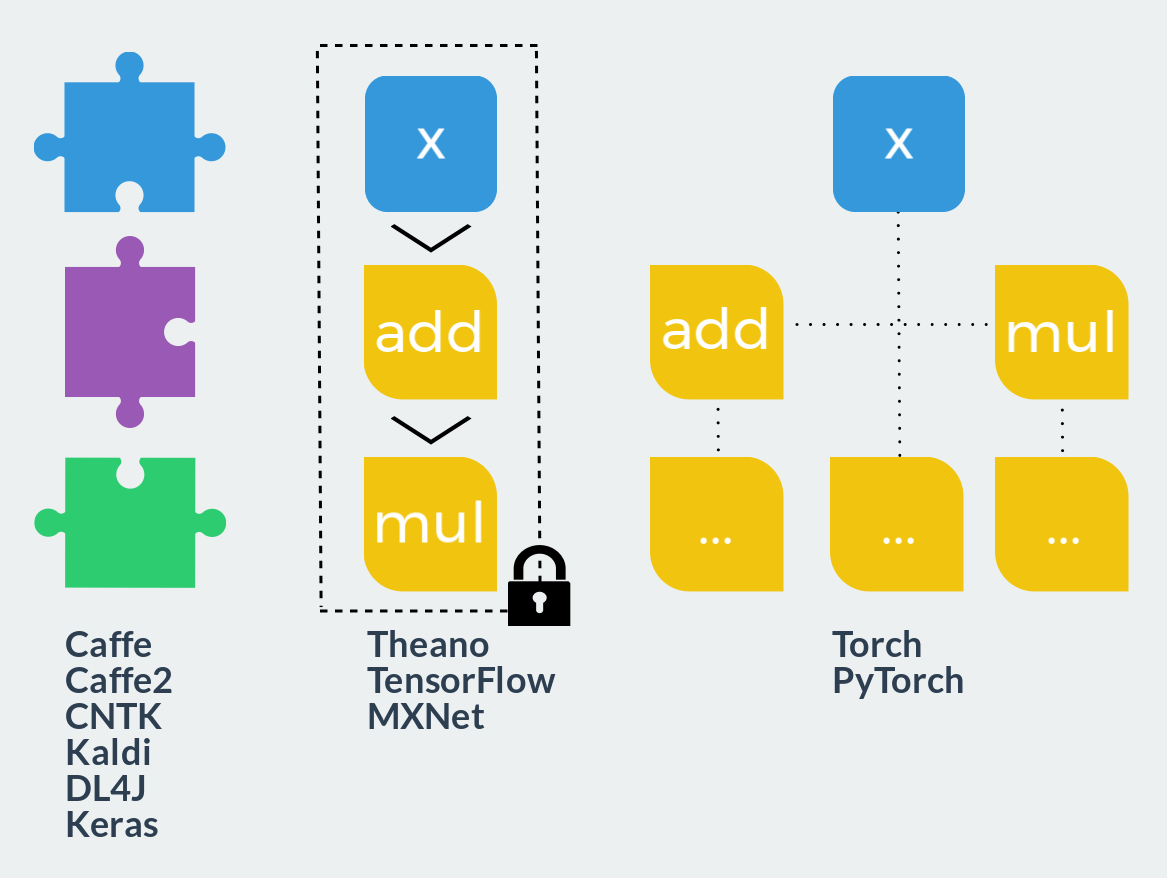 x
add
mul
x
add
mul
...
...
...
Caffe
Caffe2
CNTK
Kaldi
DL4J
Keras
Theano
TensorFlow
MXNet
Torch
PyTorch